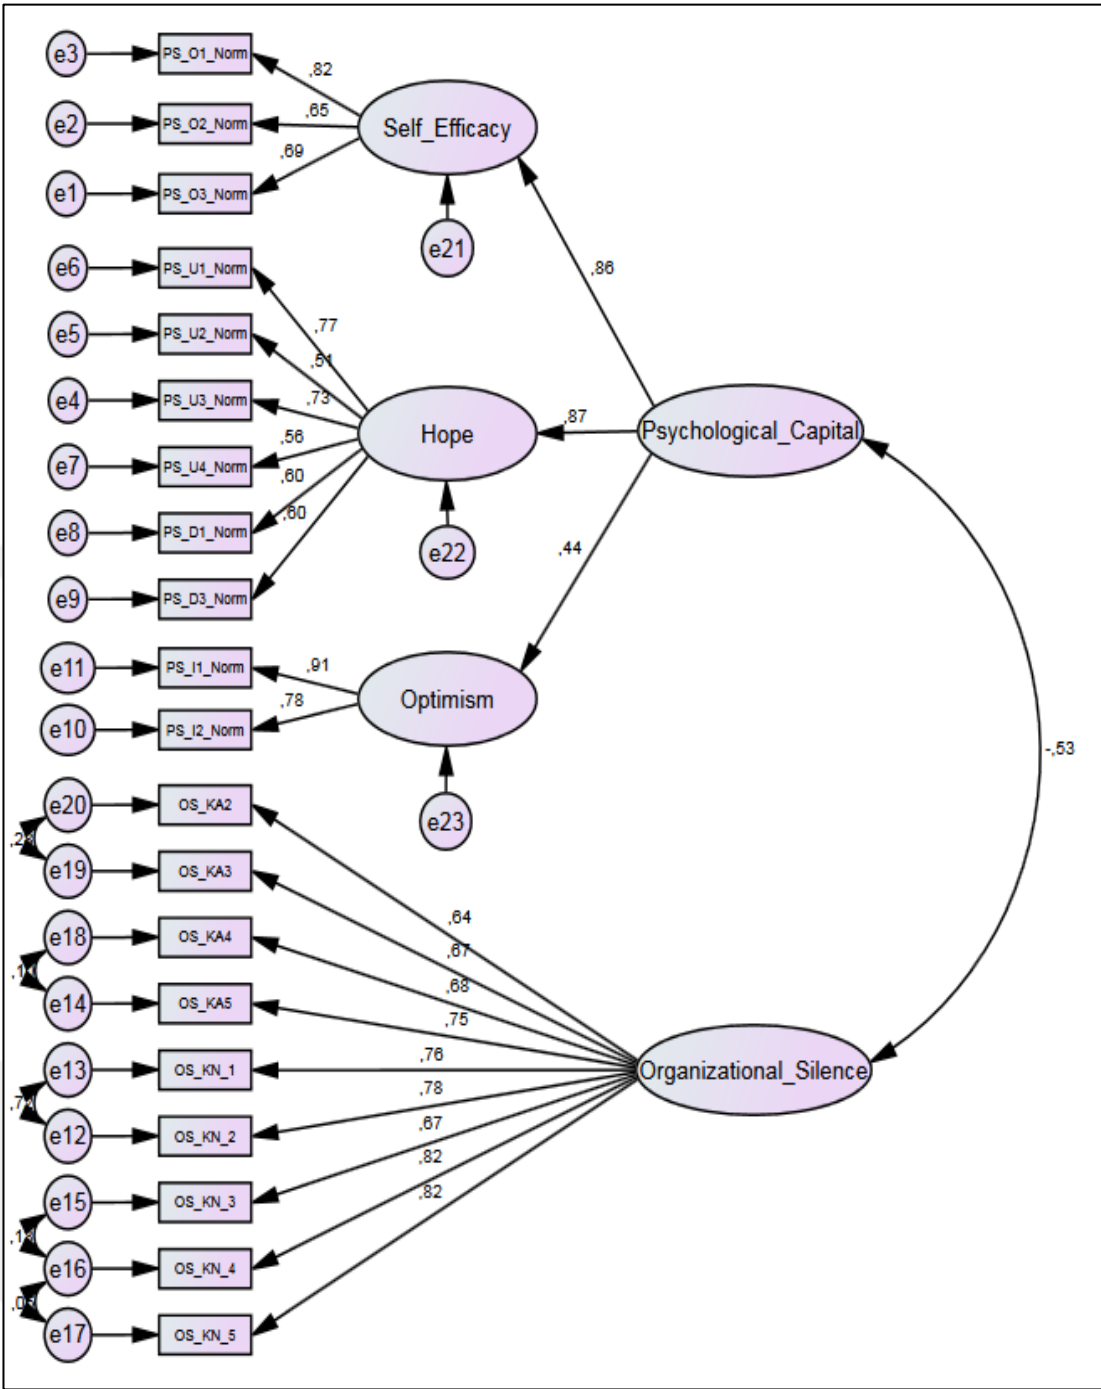 e3
PS_O1_Norm
,82
e2
PS_O2_Norm
,65
Self_Efficacy
e1
PS_O3_Norm
,69
e21
e6
PS_U1_Norm
,86
e5
PS_U2_Norm
,77
,51
e4
PS_U3_Norm
,73
Hope
,87
Psychological_Capital
e7
PS_U4_Norm
,56
,60
e8
PS_D1_Norm
,60
e22
,44
e9
PS_D3_Norm
e11
PS_I1_Norm
,91
Optimism
e10
PS_I2_Norm
,78
-,53
e20
OS_KA2
e23
e19
OS_KA3
,64
e18
OS_KA4
,67
,68
e14
OS_KA5
,75
e13
OS_KN_1
,76
Organizational_Silence
,78
e12
OS_KN_2
,67
e15
OS_KN_3
,82
,82
e16
OS_KN_4
e17
OS_KN_5